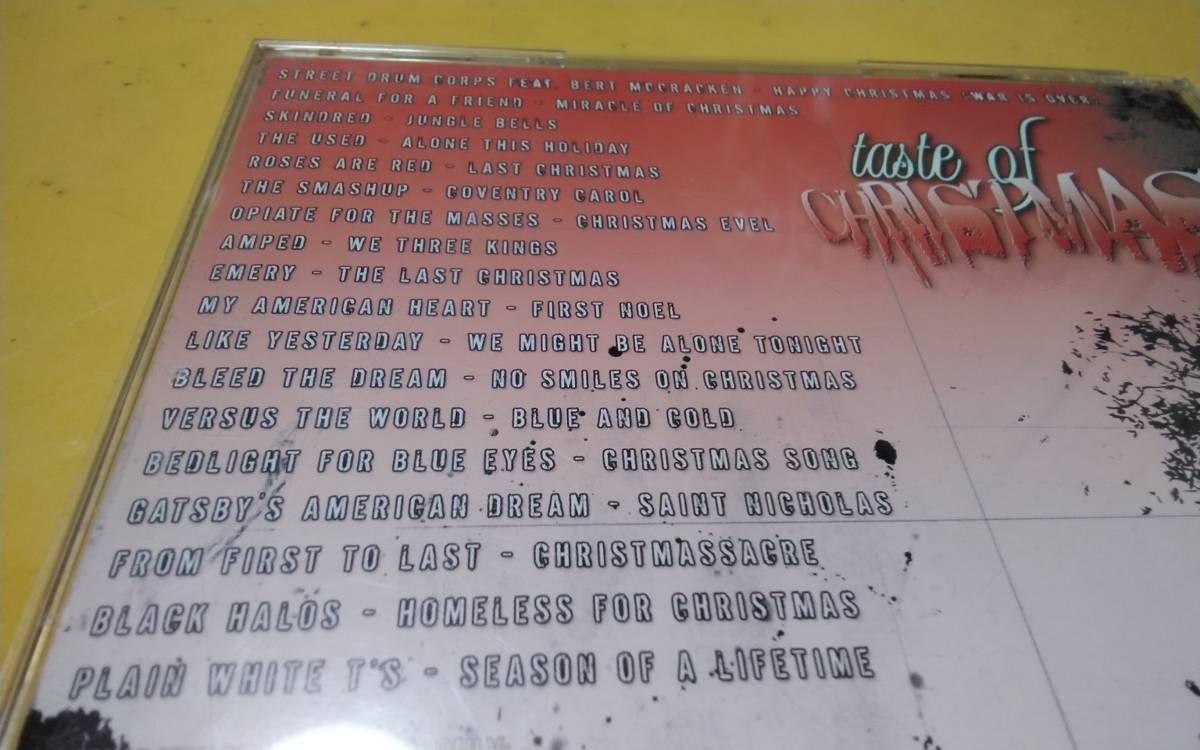 STREET DRUM CORPS FEAT. BERT MCCRACKEN - HAPPY CHRISTMAS (WAR IS OVER)
FUNERAL FOR A FRIEND - MIRACLE OF CHRISTMAS
SKINDRED - JUNGLE BELLS
THE USED - ALONE THIS HOLIDAY
ROSES ARE RED - LAST CHRISTMAS
THE SMASHUP - COVENTRY CAROL
OPIATE FOR THE MASSES - CHRISTMAS EVEL
AMPED - WE THREE KINGS
EMERY - THE LAST CHRISTMAS
MY AMERICAN HEART - FIRST NOEL
LIKE YESTERDAY - WE MIGHT BE ALONE TONIGHT
BLEED THE DREAM - NO SMILES ON CHRISTMAS
VERSUS THE WORLD - BLUE AND COLD
BEDLIGHT FOR BLUE EYES - CHRISTMAS SONG
GATSBY'S AMERICAN DREAM - SAINT NICHOLAS
FROM FIRST TO LAST - CHRISTMASSACRE
BLACK HALOS - HOMELESS FOR CHRISTMAS
PLAIN WHITE T'S - SEASON OF A LIFETIME
taste of
CHRISTMAS